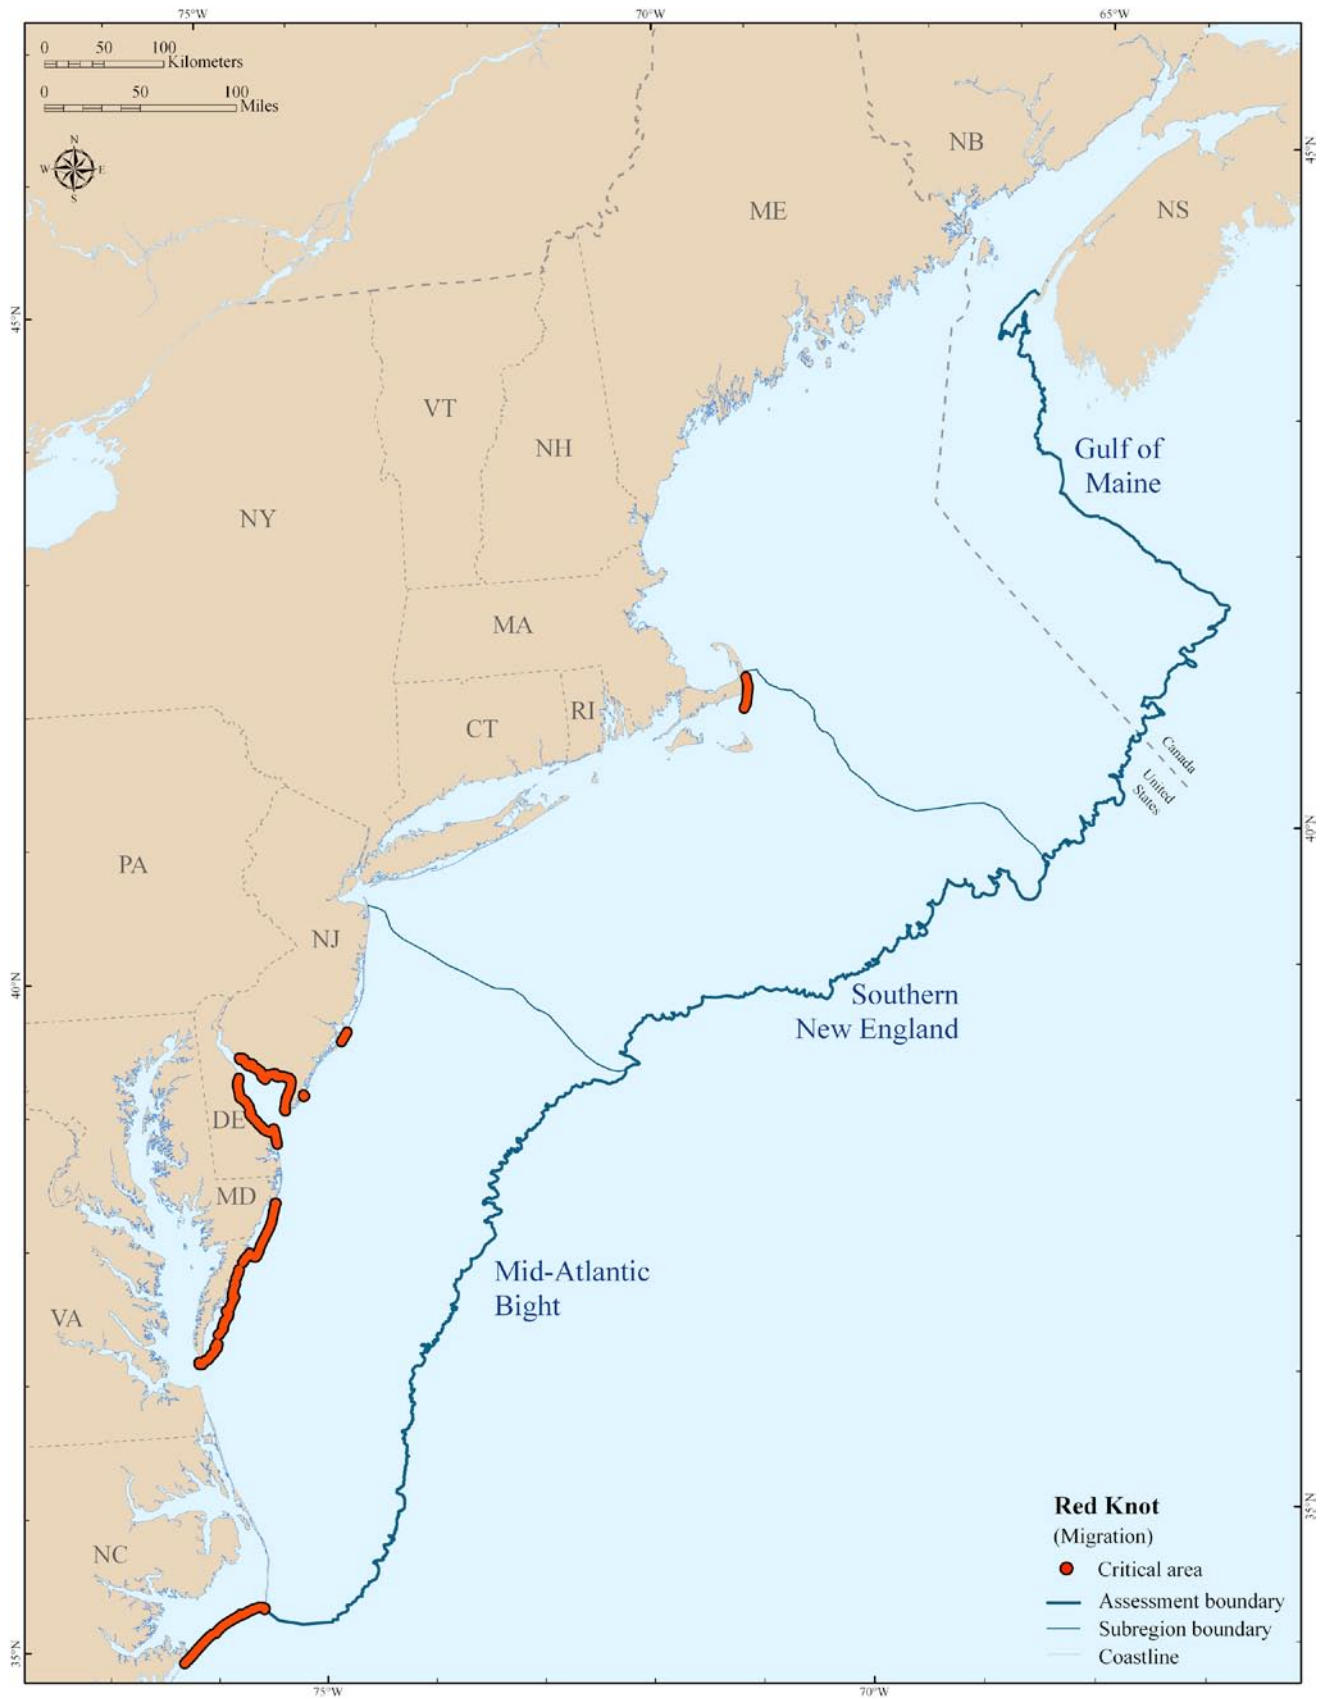 75°W 70°W 65°W
0 50 100
Kilometers
0 50 100
Miles
N
W E
S
45°N
45°N
40°N
40°N
35°N
35°N
75°W 70°W
NB
NS
ME
VT
NH
NY
MA
CT
RI
PA
NJ
DE
MD
VA
NC
Gulf of
Maine
Canada
United
States
Southern
New England
Mid-Atlantic
Bight
Red Knot
(Migration)
Critical area
Assessment boundary
Subregion boundary
Coastline